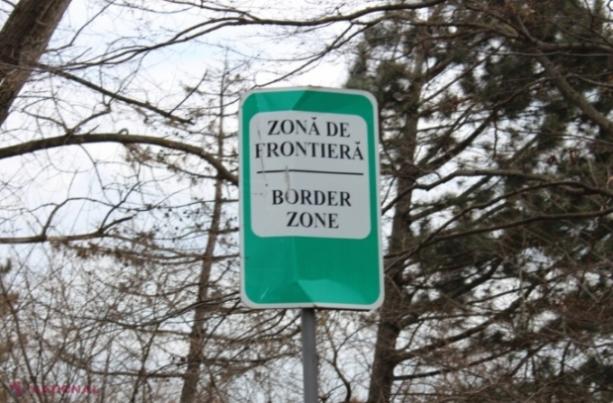 ZONĂ DE
FRONTIERĂ
BORDER
ZONE